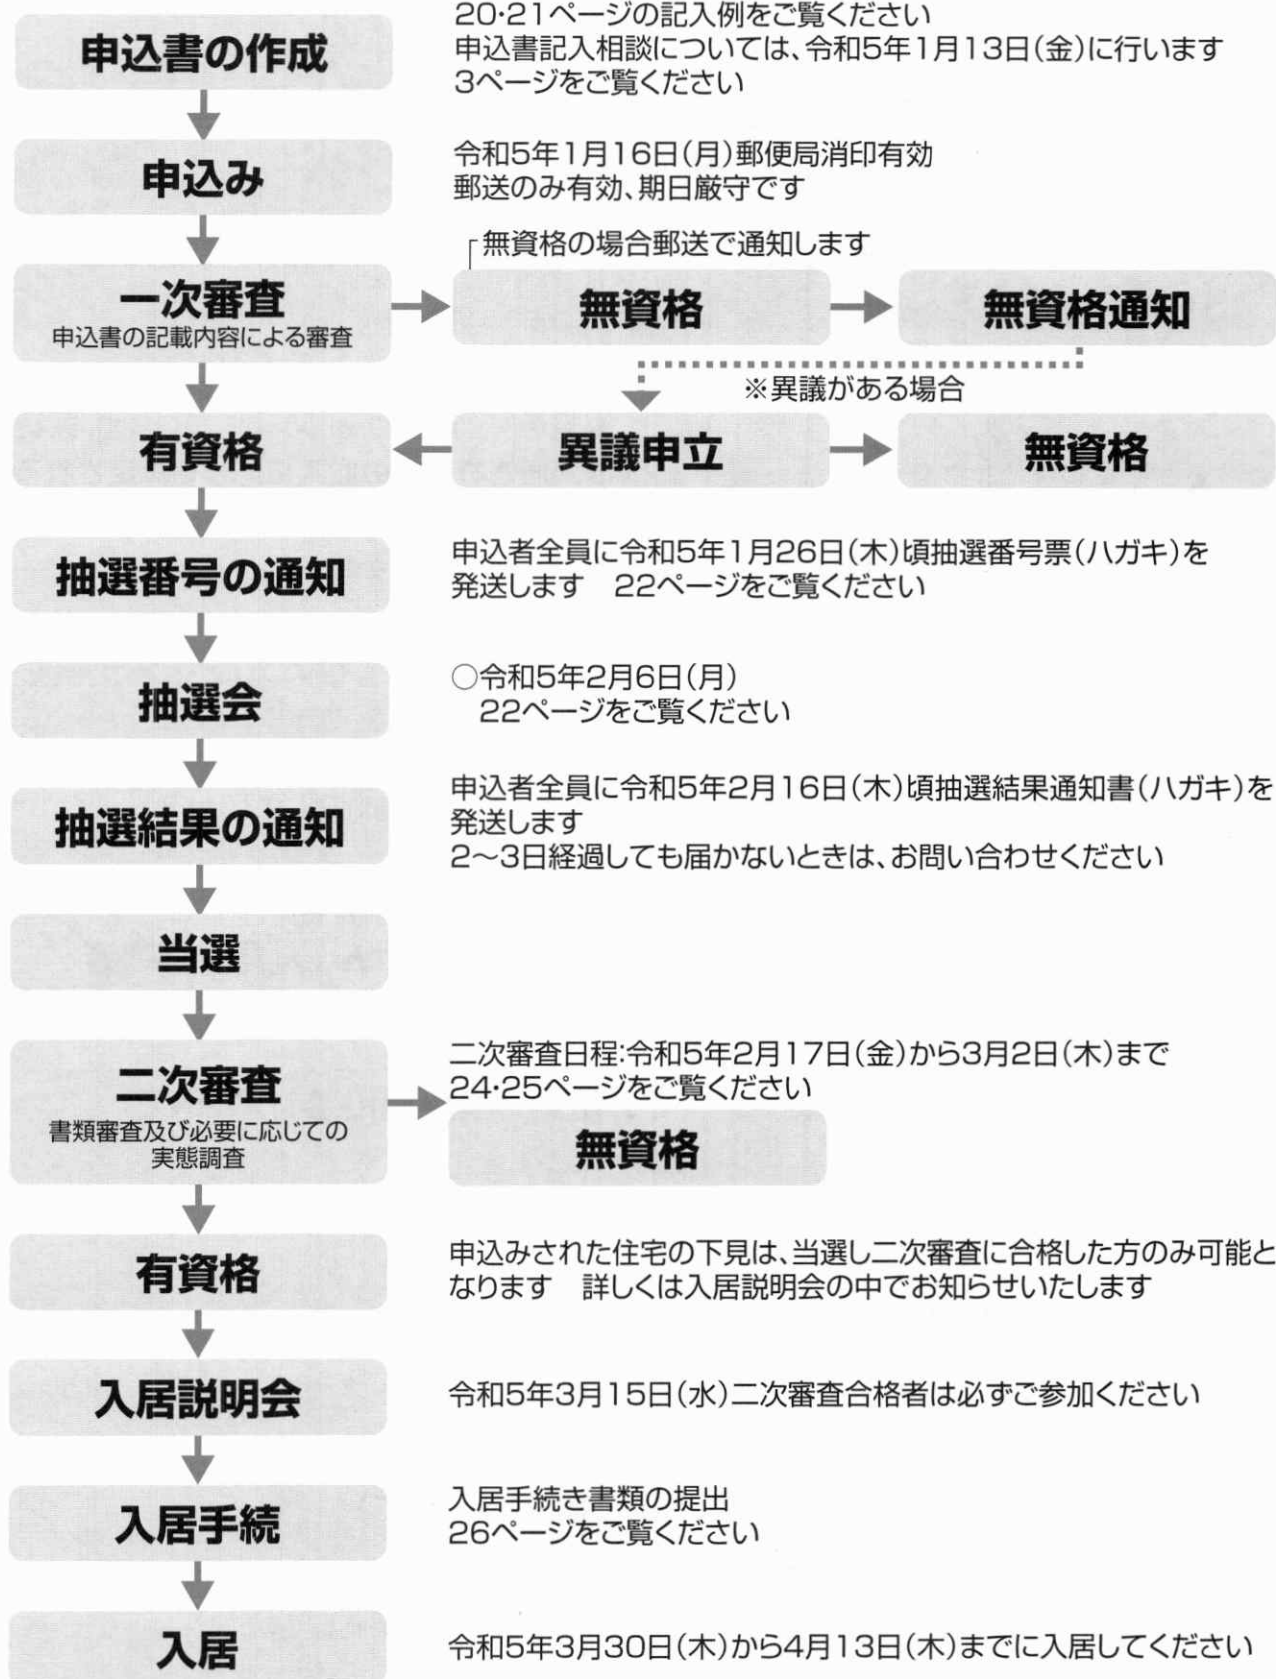 申込書の作成
20・21ページの記入例をご覧ください
申込書記入相談については、令和5年1月13日(金)に行います
3ページをご覧ください
申込み
令和5年1月16日(月)郵便局消印有効
郵送のみ有効、期日厳守です
無資格の場合郵送で通知します
一次審査
申込書の記載内容による審査
無資格
無資格通知
※異議がある場合
有資格
異議申立
無資格
抽選番号の通知
申込者全員に令和5年1月26日(木)頃抽選番号票(ハガキ)を
発送します 22ページをご覧ください
抽選会
○令和5年2月6日(月)
22ページをご覧ください
抽選結果の通知
申込者全員に令和5年2月16日(木)頃抽選結果通知書(ハガキ)を
発送します
2〜3日経過しても届かないときは、お問い合わせください
当選
二次審査
書類審査及び必要に応じての
実態調査
二次審査日程:令和5年2月17日(金)から3月2日(木)まで
24・25ページをご覧ください
無資格
有資格
申込みされた住宅の下見は、当選し二次審査に合格した方のみ可能と
なります 詳しくは入居説明会の中でお知らせいたします
入居説明会
令和5年3月15日(水)二次審査合格者は必ずご参加ください
入居手続
入居手続き書類の提出
26ページをご覧ください
入居
令和5年3月30日(木)から4月13日(木)までに入居してください